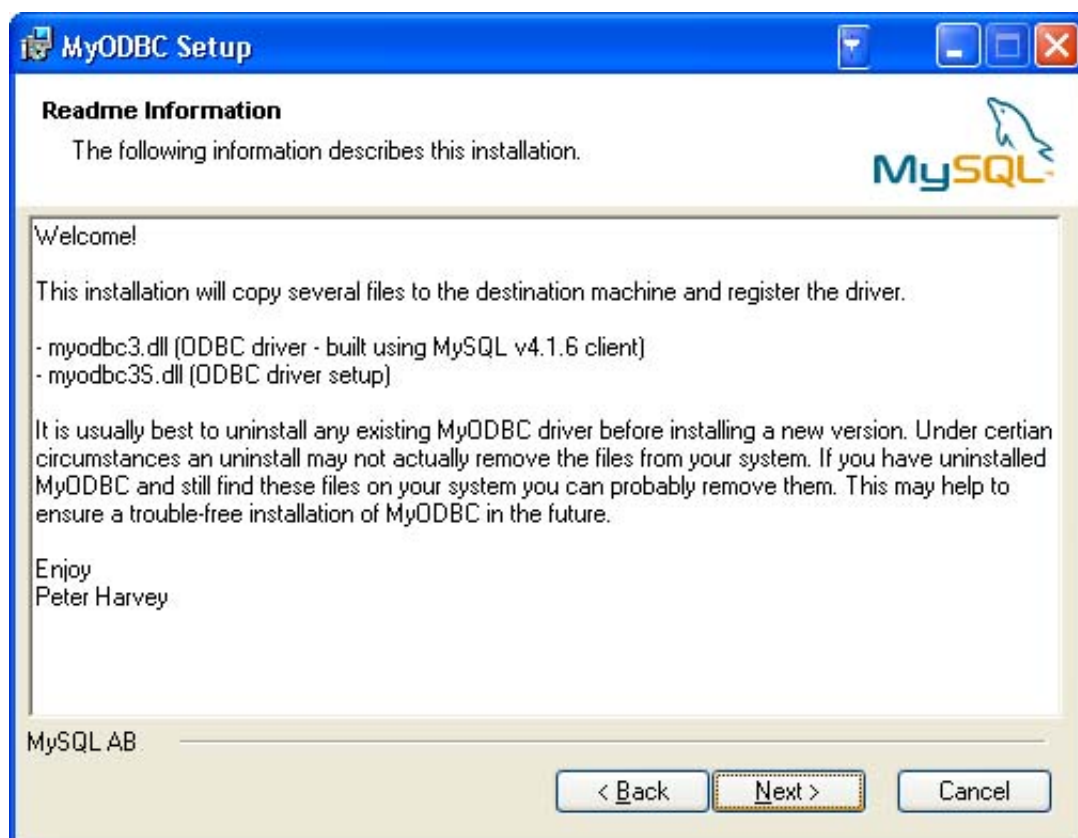 MyODBC Setup
Readme Information
The following information describes this installation.
MySQL
Welcome!
This installation will copy several files to the destination machine and register the driver.
- myodbc3.dll (ODBC driver - built using MySQL v4.1.6 client)
- myodbc3S.dll (ODBC driver setup)
It is usually best to uninstall any existing MyODBC driver before installing a new version. Under certian
circumstances an uninstall may not actually remove the files from your system. If you have uninstalled
MyODBC and still find these files on your system you can probably remove them. This may help to
ensure a trouble-free installation of MyODBC in the future.
Enjoy
Peter Harvey
MySQL AB
< Back Next > Cancel